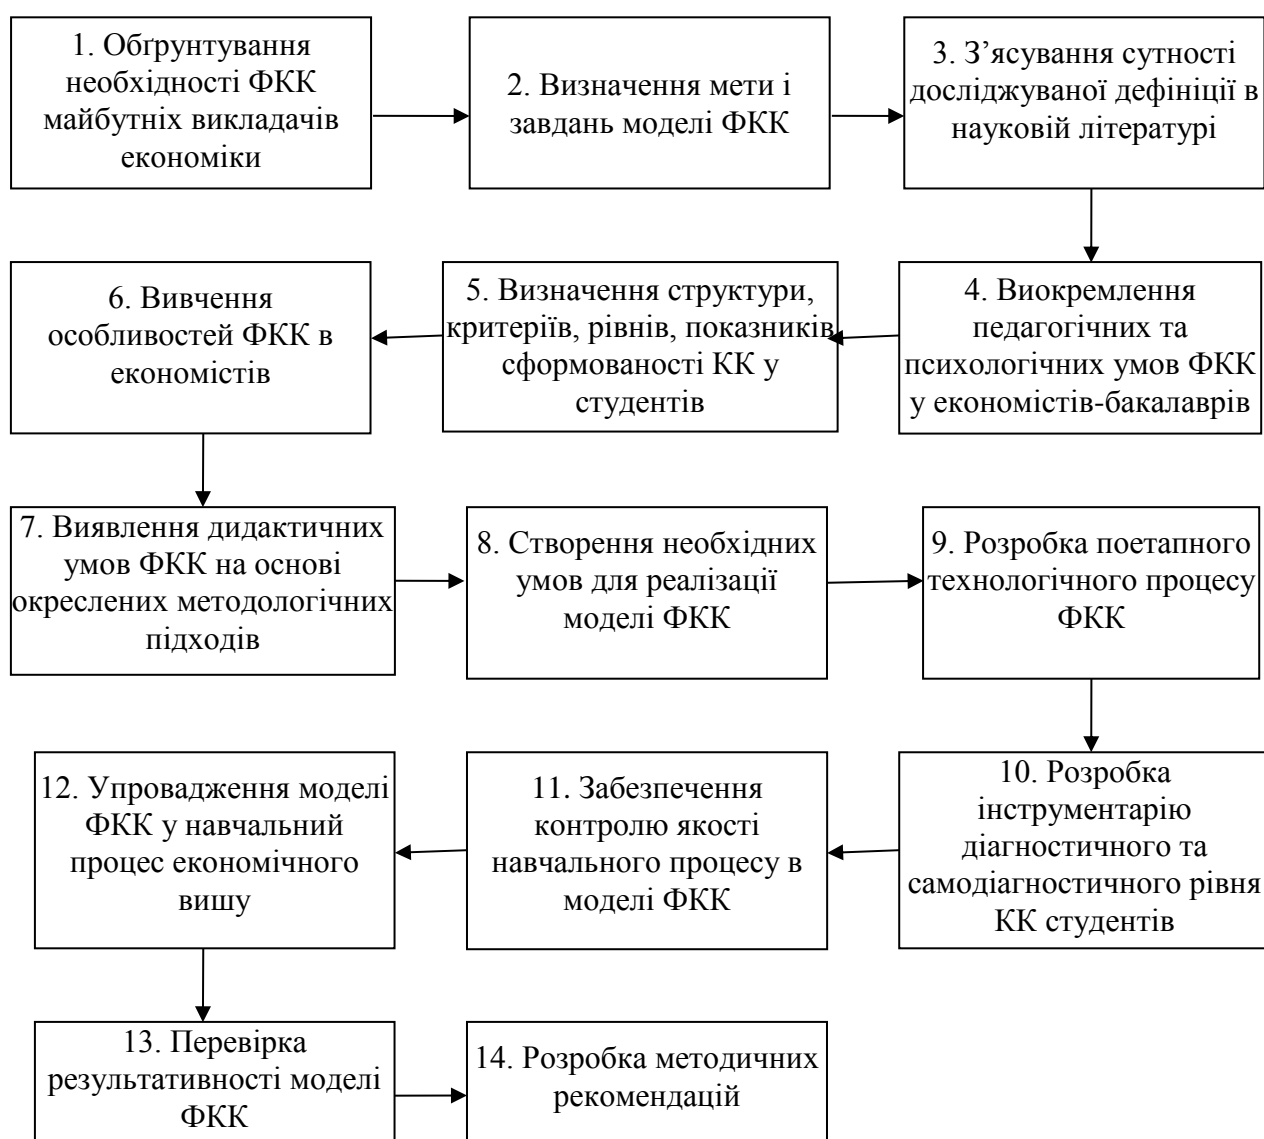 1. Обґрунтування
необхідності ФКК
майбутніх викладачів
економіки
2. Визначення мети і
завдань моделі ФКК
3. З’ясування сутності
досліджуваної дефініції в
науковій літературі
4. Виокремлення
педагогічних та
психологічних умов ФКК
у економістів-бакалаврів
5. Визначення структури,
критеріїв, рівнів, показників
сформованості КК у
студентів
6. Вивчення
особливостей ФКК в
економістів
7. Виявлення дидактичних
умов ФКК на основі
окреслених методологічних
підходів
8. Створення необхідних
умов для реалізації
моделі ФКК
9. Розробка поетапного
технологічного процесу
ФКК
10. Розробка
інструментарію
діагностичного та
самодіагностичного рівня
КК студентів
11. Забезпечення
контролю якості
навчального процесу в
моделі ФКК
12. Упровадження моделі
ФКК у навчальний
процес економічного
вишу
13. Перевірка
результативності моделі
ФКК
14. Розробка методичних
рекомендацій